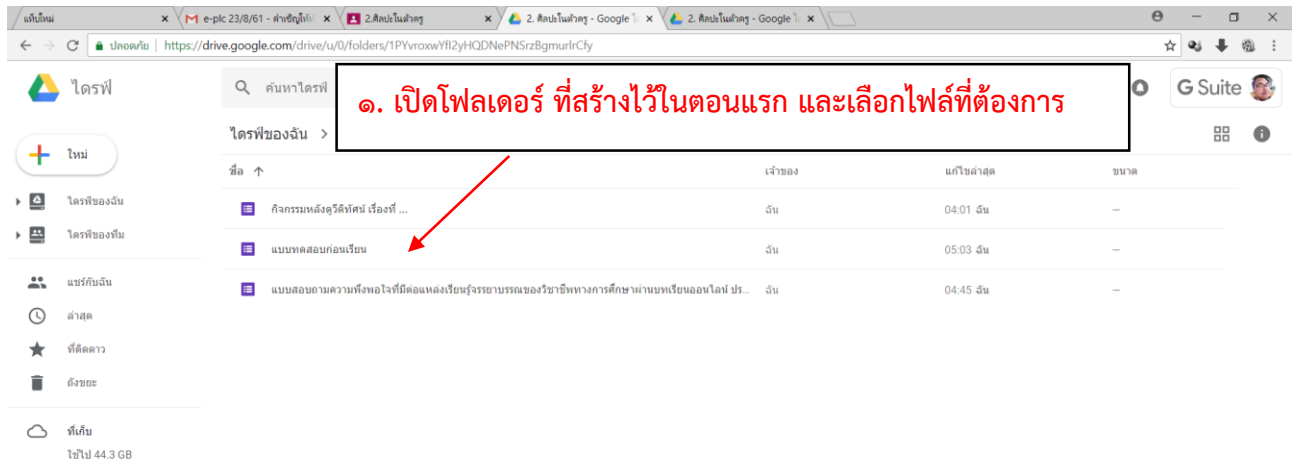 แท็บใหม่
e-plc 23/8/61 -
2.ศิลปะในตัวครู
2. ศิลปะในตัวครู - Google
2. ศิลปะในตัวครู - Google
ปลอดภัย | https://drive.google.com/drive/u/0/folders/1PYvroxwYfI2yHQDNePNSrzBgmurlrCfy
ไดรฟ์
ค้นหาไดรฟ์
G Suite
๑. เปิดโฟลเดอร์ ที่สร้างไว้ในตอนแรก และเลือกไฟล์ที่ต้องการ
ไดรฟ์ของฉัน >
ใหม่
ชื่อ เจ้าของ แก้ไขล่าสุด ขนาด
ไดรฟ์ของฉัน
กิจกรรมหลังดูวีดิทัศน์ เรื่องที่ ... ฉัน 04:01 ฉัน –
ไดรฟ์ของทีม
แบบทดสอบก่อนเรียน ฉัน 05:03 ฉัน –
แชร์กับฉัน
แบบสอบถามความพึงพอใจที่มีต่อแหล่งเรียนรู้จรรยาบรรณของวิชาชีพทางการศึกษาผ่านบทเรียนออนไลน์ ปร... ฉัน 04:45 ฉัน –
ล่าสุด
ที่ติดดาว
ถังขยะ
ที่เก็บ
ใช้ไป 44.3 GB